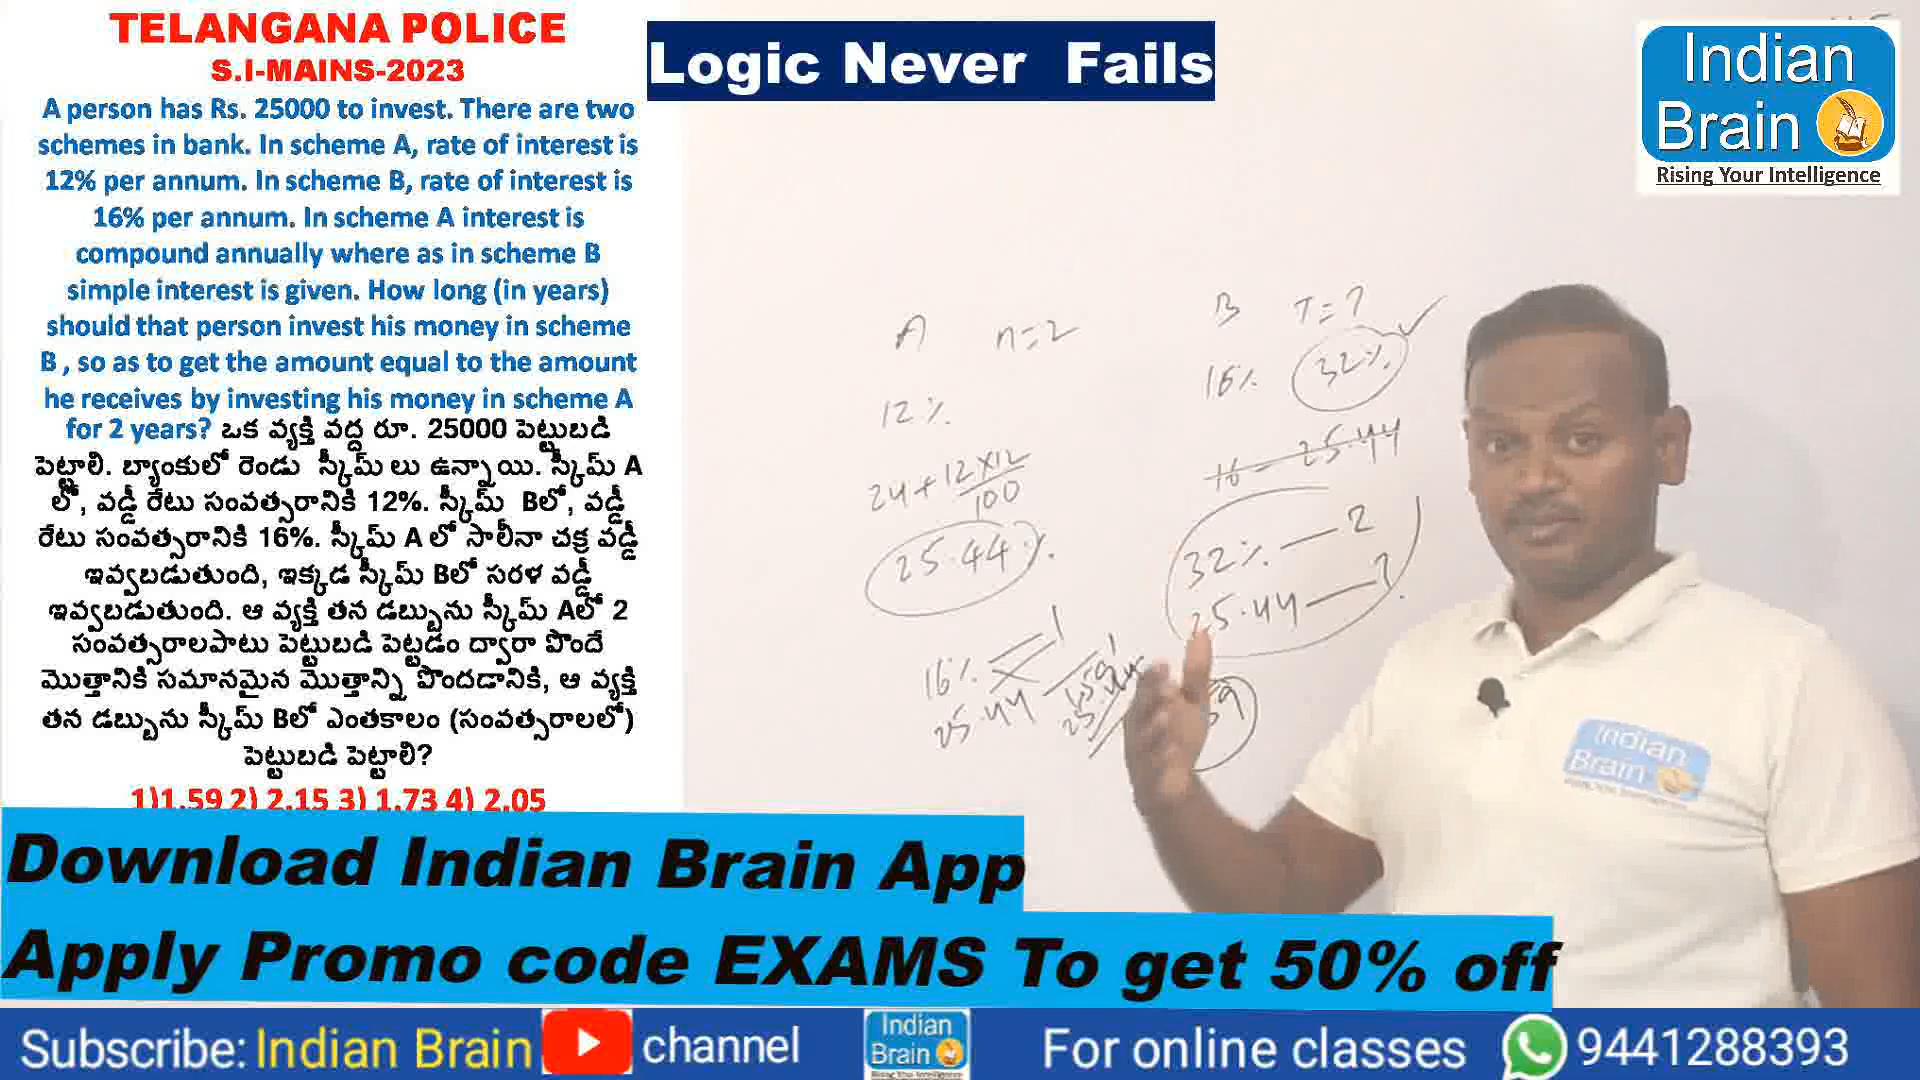 TELANGANA POLICE
S.I-MAINS-2023
A person has Rs. 25000 to invest. There are two
schemes in bank. In scheme A, rate of interest is
12% per annum. In scheme B, rate of interest is
16% per annum. In scheme A interest is
compound annually where as in scheme B
simple interest is given. How long (in years)
should that person invest his money in scheme
B , so as to get the amount equal to the amount
he receives by investing his money in scheme A
for 2 years? ఒక వ్యక్తి వద్ద రూ. 25000 పెట్టుబడి
పెట్టాలి. బ్యాంకులో రెండు స్కీమ్ లు ఉన్నాయి. స్కీమ్ A
లో, వడ్డీ రేటు సంవత్సరానికి 12%. స్కీమ్ Bలో, వడ్డీ
రేటు సంవత్సరానికి 16%. స్కీమ్ A లో సాలీనా చక్ర వడ్డీ
ఇవ్వబడుతుంది, ఇక్కడ స్కీమ్ Bలో సరళ వడ్డీ
ఇవ్వబడుతుంది. ఆ వ్యక్తి తన డబ్బును స్కీమ్ Aలో 2
సంవత్సరాలపాటు పెట్టుబడి పెట్టడం ద్వారా పొందే
మొత్తానికి సమానమైన మొత్తాన్ని పొందడానికి, ఆ వ్యక్తి
తన డబ్బును స్కీమ్ Bలో ఎంతకాలం (సంవత్సరాలలో)
పెట్టుబడి పెట్టాలి?
1)1.59 2) 2.15 3) 1.73 4) 2.05
Logic Never Fails
Indian
Brain
Rising Your Intelligence
A n=2
12%
24+12×12/100
25.44%
16% 1
25.44
B T=?
16% 32%
16 - 25.44
32% — 2
25.44 — ?
Indian
Brain
Download Indian Brain App
Apply Promo code EXAMS To get 50% off
Subscribe: Indian Brain channel
Indian
Brain
Rising Your Intelligence
For online classes 9441288393